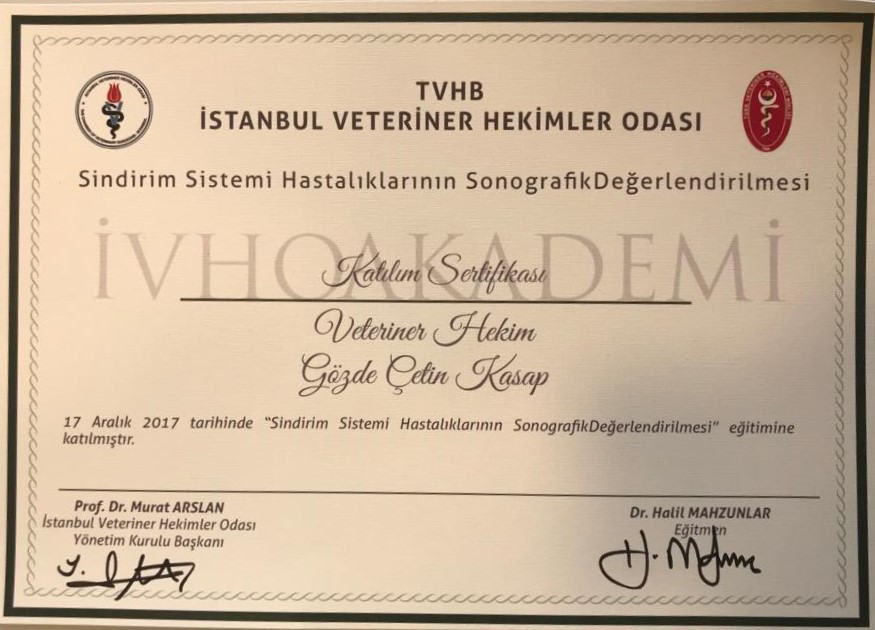 TVHB
İSTANBUL VETERİNER HEKİMLER ODASI
Sindirim Sistemi Hastalıklarının SonografikDeğerlendirilmesi
İVHOAKADEMİ
Katılım Sertifikası
Veteriner Hekim
Gözde Çetin Kasap
17 Aralık 2017 tarihinde “Sindirim Sistemi Hastalıklarının SonografikDeğerlendirilmesi” eğitimine
katılmıştır.
Prof. Dr. Murat ARSLAN
İstanbul Veteriner Hekimler Odası
Yönetim Kurulu Başkanı
Dr. Halil MAHZUNLAR
Eğitmen